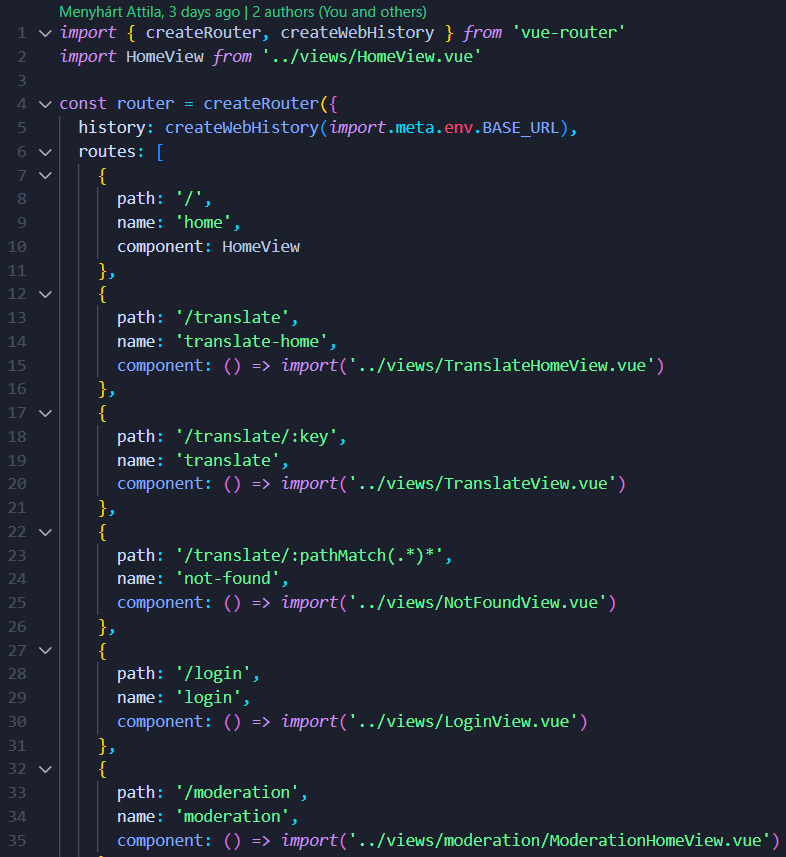 Menyhárt Attila, 3 days ago | 2 authors (You and others)
1 import { createRouter, createWebHistory } from 'vue-router'
2 import HomeView from '../views/HomeView.vue'
3
4 const router = createRouter({
5   history: createWebHistory(import.meta.env.BASE_URL),
6   routes: [
7     {
8       path: '/',
9       name: 'home',
10       component: HomeView
11     },
12     {
13       path: '/translate',
14       name: 'translate-home',
15       component: () => import('../views/TranslateHomeView.vue')
16     },
17     {
18       path: '/translate/:key',
19       name: 'translate',
20       component: () => import('../views/TranslateView.vue')
21     },
22     {
23       path: '/translate/:pathMatch(.*)*',
24       name: 'not-found',
25       component: () => import('../views/NotFoundView.vue')
26     },
27     {
28       path: '/login',
29       name: 'login',
30       component: () => import('../views/LoginView.vue')
31     },
32     {
33       path: '/moderation',
34       name: 'moderation',
35       component: () => import('../views/moderation/ModerationHomeView.vue')